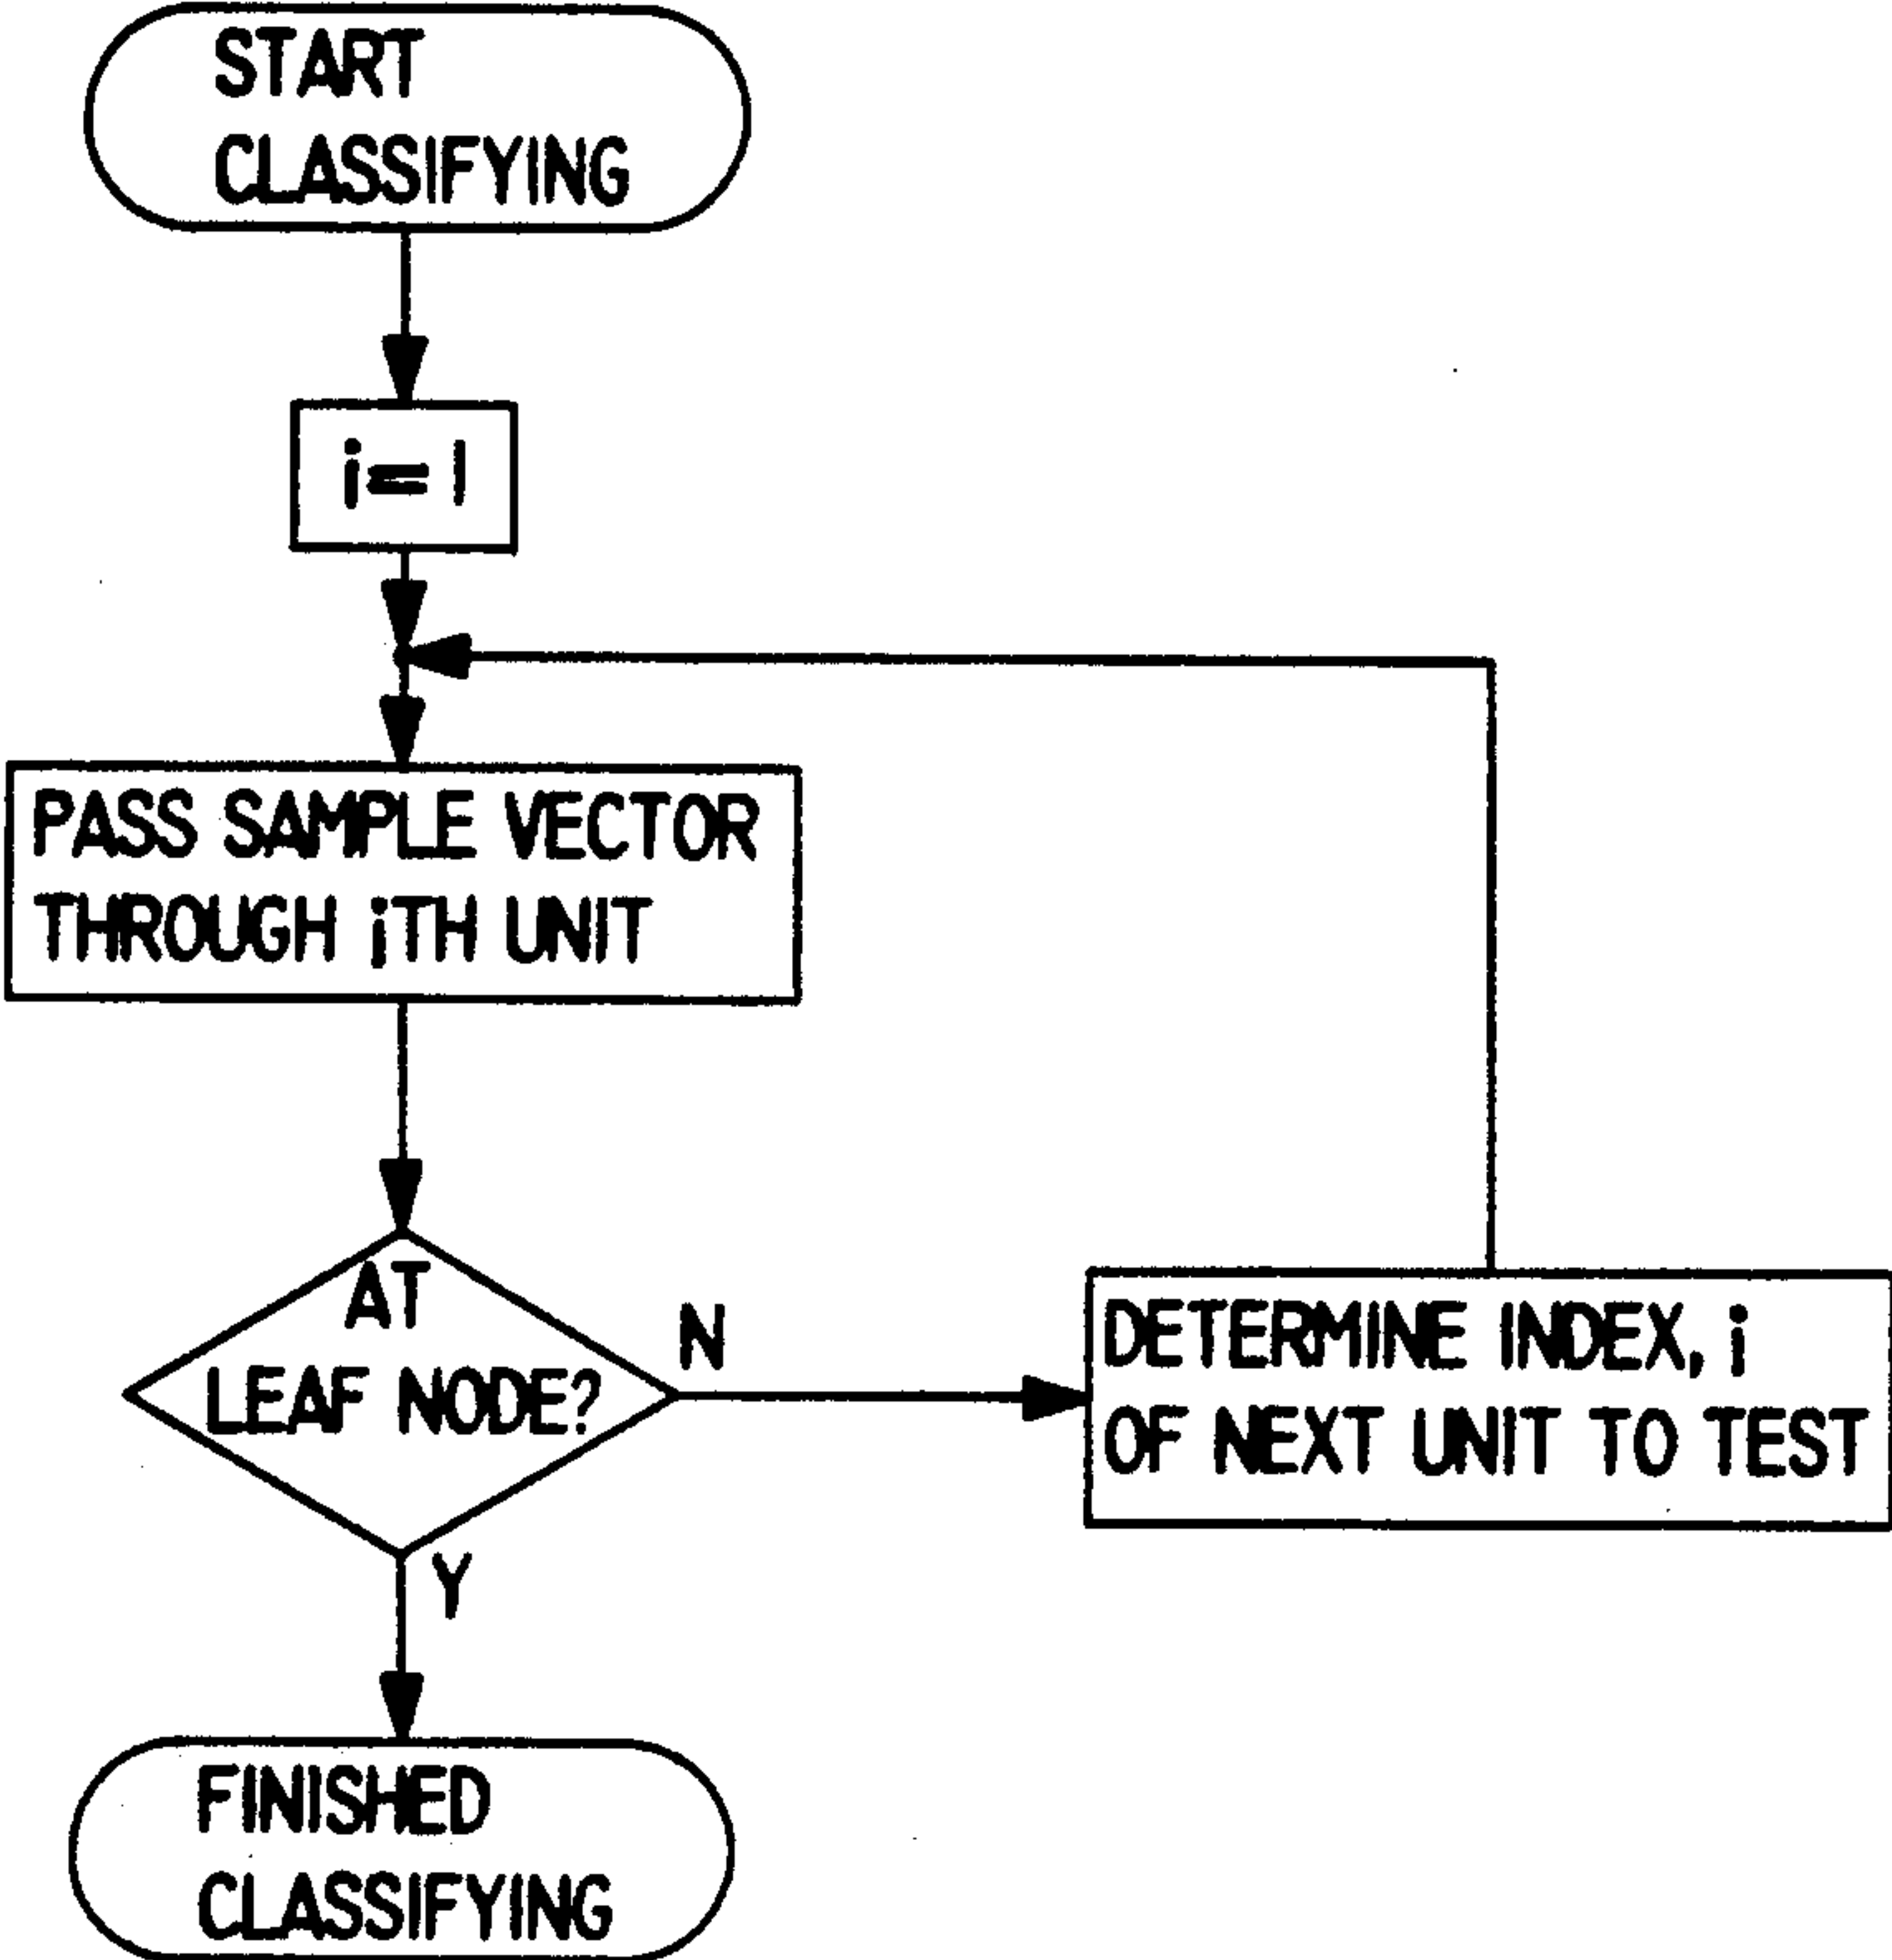 START
CLASSIFYING
i=1
PASS SAMPLE VECTOR
THROUGH iTH UNIT
AT
LEAF NODE?
N
DETERMINE INDEX, i
OF NEXT UNIT TO TEST
Y
FINISHED
CLASSIFYING